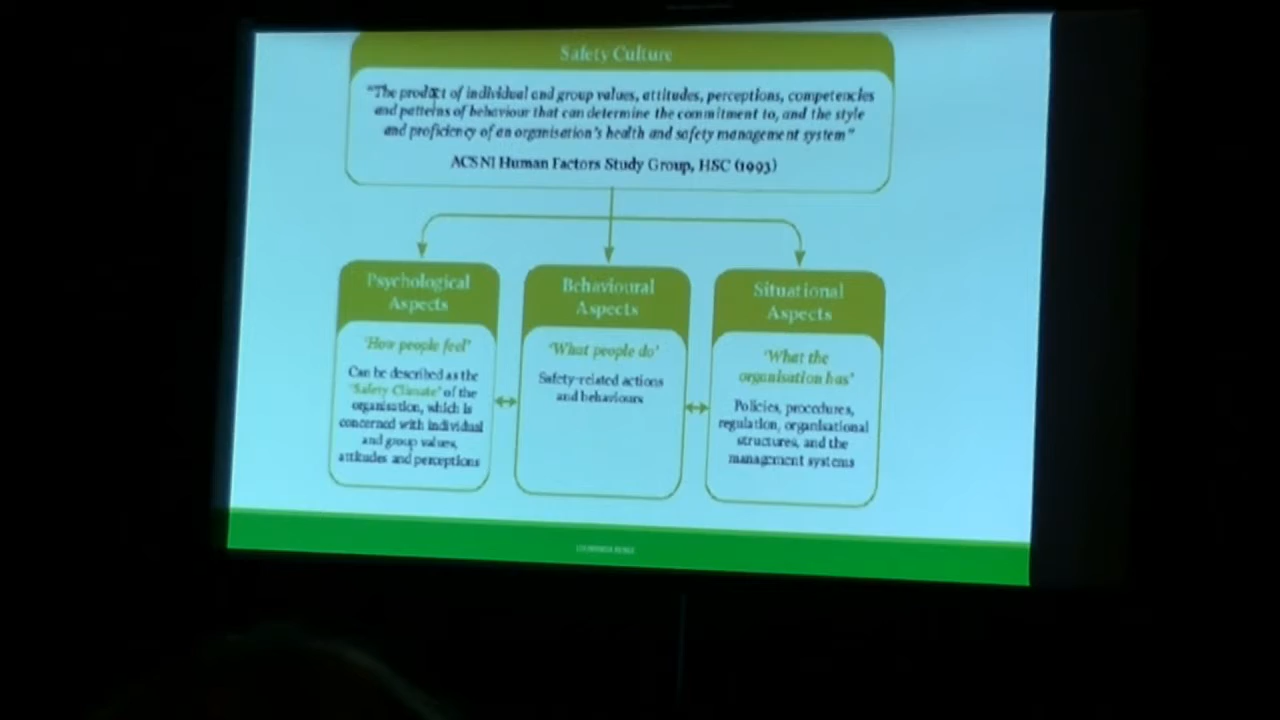 Safety Culture
"The product of individual and group values, attitudes, perceptions, competencies
and patterns of behaviour that can determine the commitment to, and the style
and proficiency of an organisation's health and safety management system"
ACSNI Human Factors Study Group, HSC (1993)
Psychological
Aspects
'How people feel'
Can be described as the
'Safety Climate' of the
organisation, which is
concerned with individual
and group values,
attitudes and perceptions
Behavioural
Aspects
'What people do'
Safety-related actions
and behaviours
Situational
Aspects
'What the
organisation has'
Policies, procedures,
regulation, organisational
structures, and the
management systems